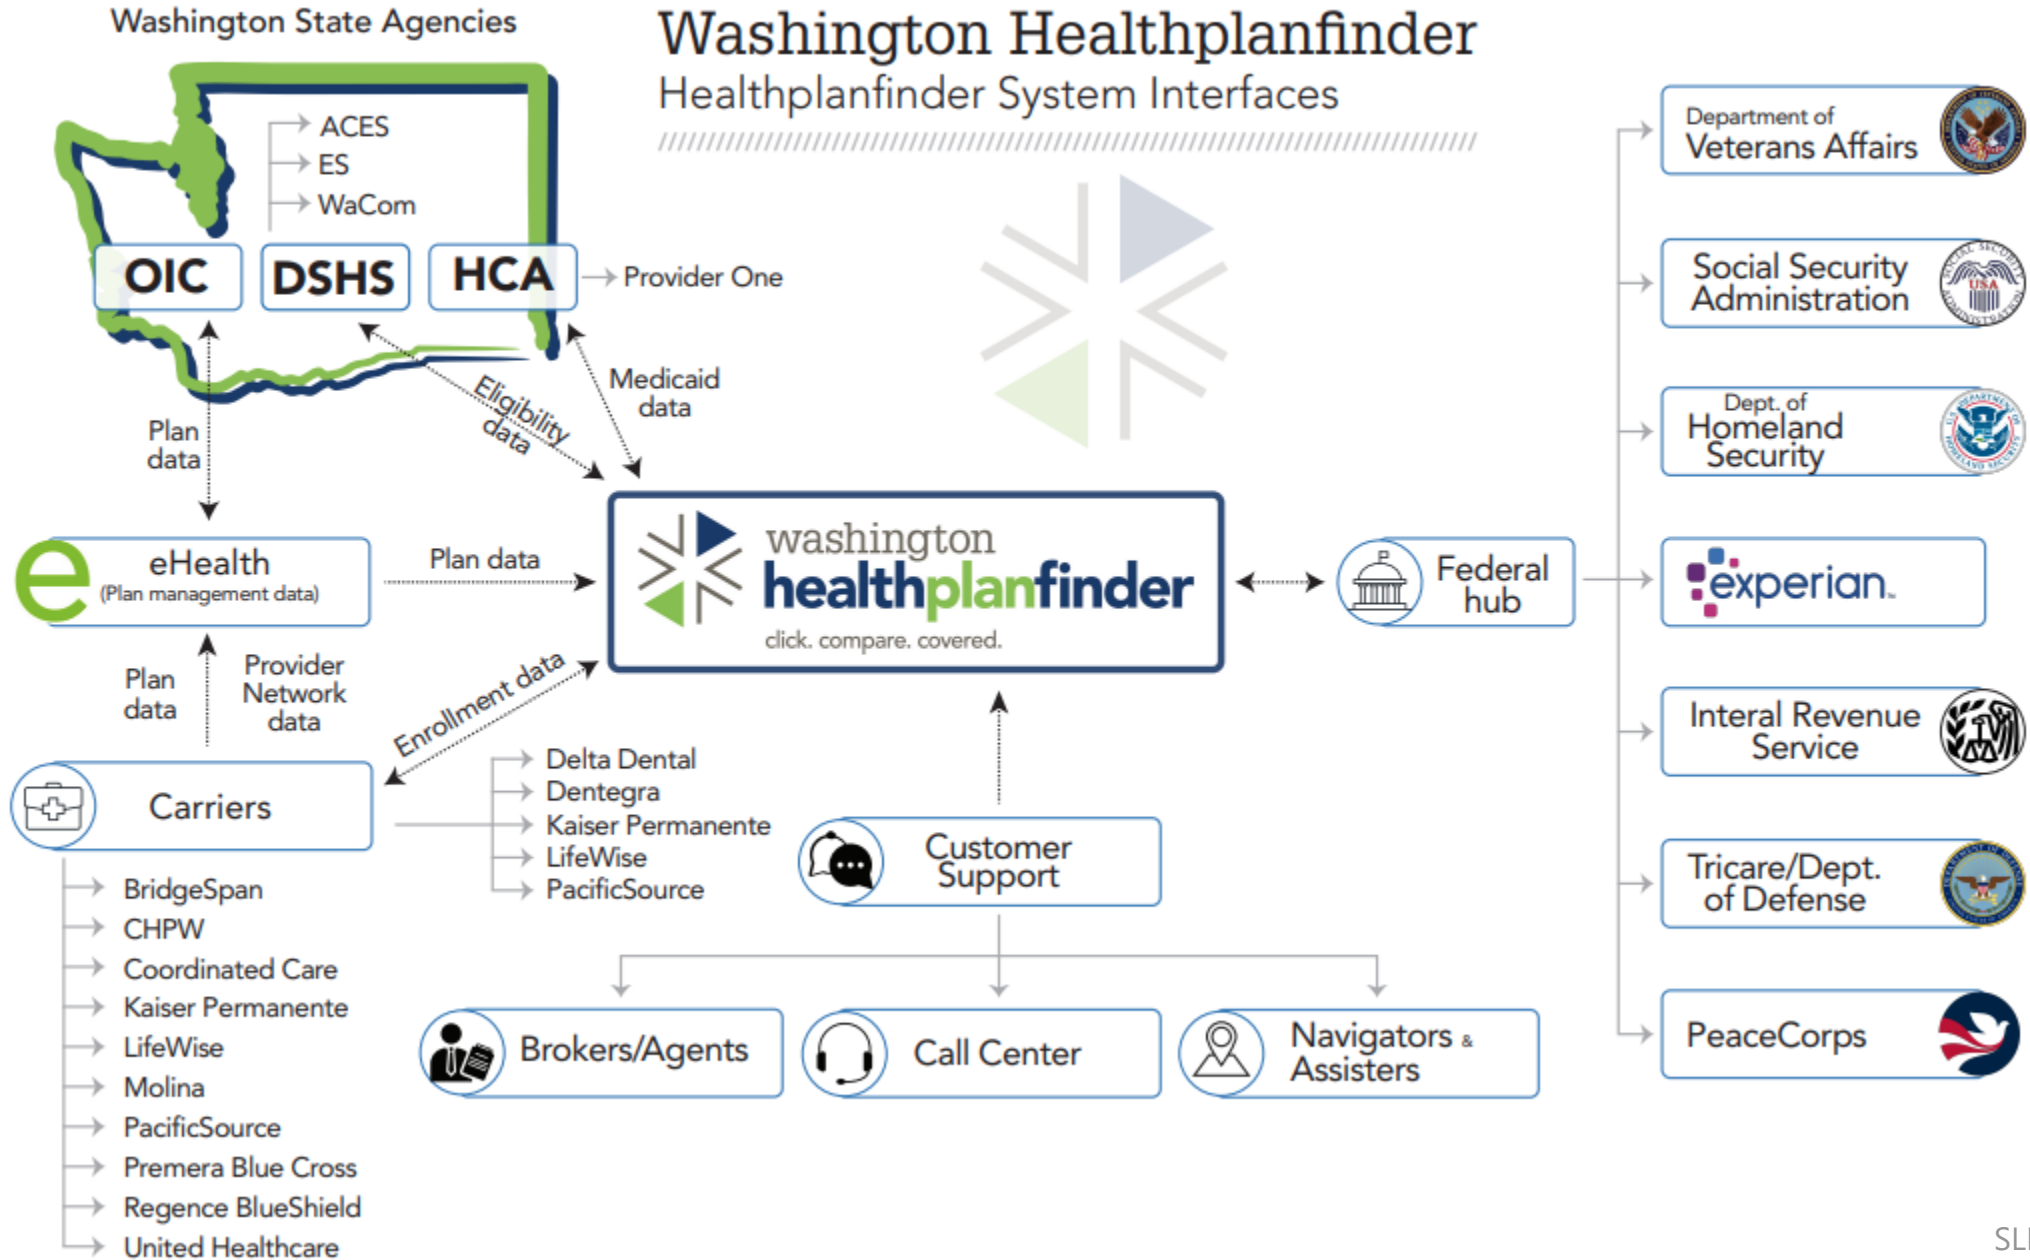 Washington State Agencies
Washington Healthplanfinder
Healthplanfinder System Interfaces
ACES
ES
WaCom
OIC
DSHS
HCA
Provider One
Plan
data
Eligibility
data
Medicaid
data
e
eHealth
(Plan management data)
Plan data
washington
healthplanfinder
click. compare. covered.
Federal
hub
Plan
data
Provider
Network
data
Enrollment data
Carriers
Delta Dental
Dentegra
Kaiser Permanente
LifeWise
PacificSource
BridgeSpan
CHPW
Coordinated Care
Kaiser Permanente
LifeWise
Molina
PacificSource
Premera Blue Cross
Regence BlueShield
United Healthcare
Customer
Support
Brokers/Agents
Call Center
Navigators &
Assisters
Department of
Veterans Affairs
Social Security
Administration
USA
Dept. of
Homeland
Security
experian
Interal Revenue
Service
Tricare/Dept.
of Defense
PeaceCorps